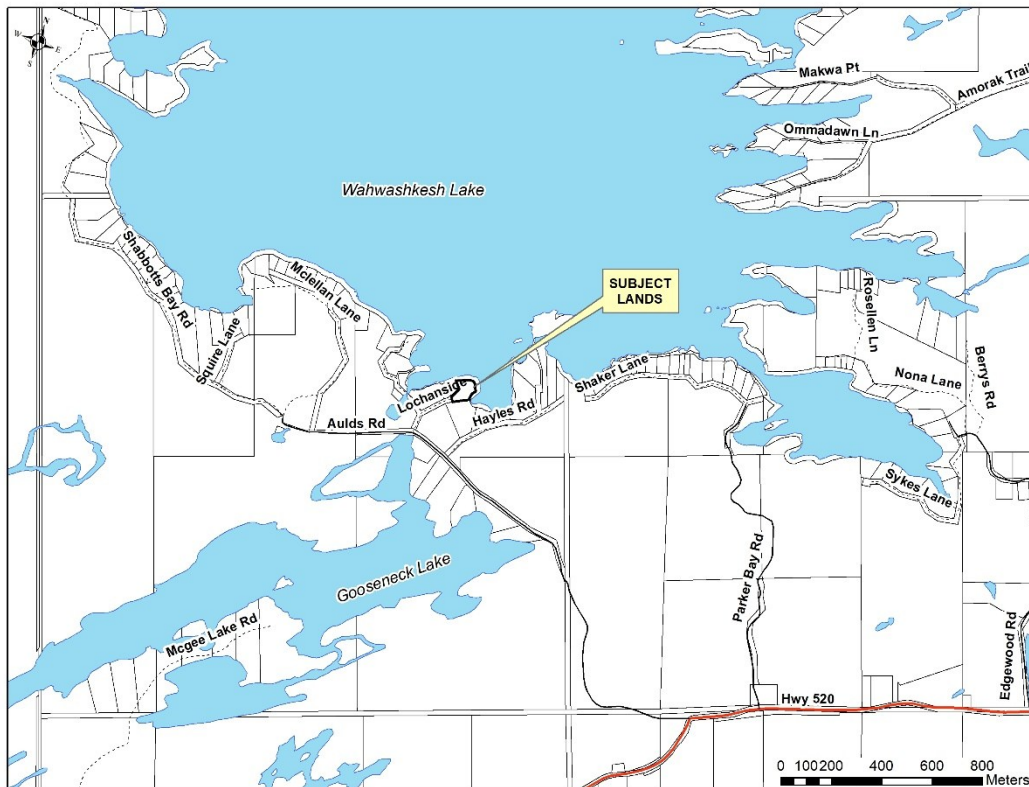 N
W
E
S
Makwa Pt
Amorak Trail
Ommadawn Ln
Wahwashkesh Lake
Shabbotts Bay Rd
Mclellan Lane
SUBJECT
LANDS
Rosellen Ln
Squire Lane
Berrys Rd
Shaker Lane
Nona Lane
Lochanside
Hayles Rd
Aulds Rd
Sykes Lane
Gooseneck Lake
Parker Bay Rd
Mcgee Lake Rd
Edgewood Rd
Hwy 520
0 100 200 400 600 800
Meters